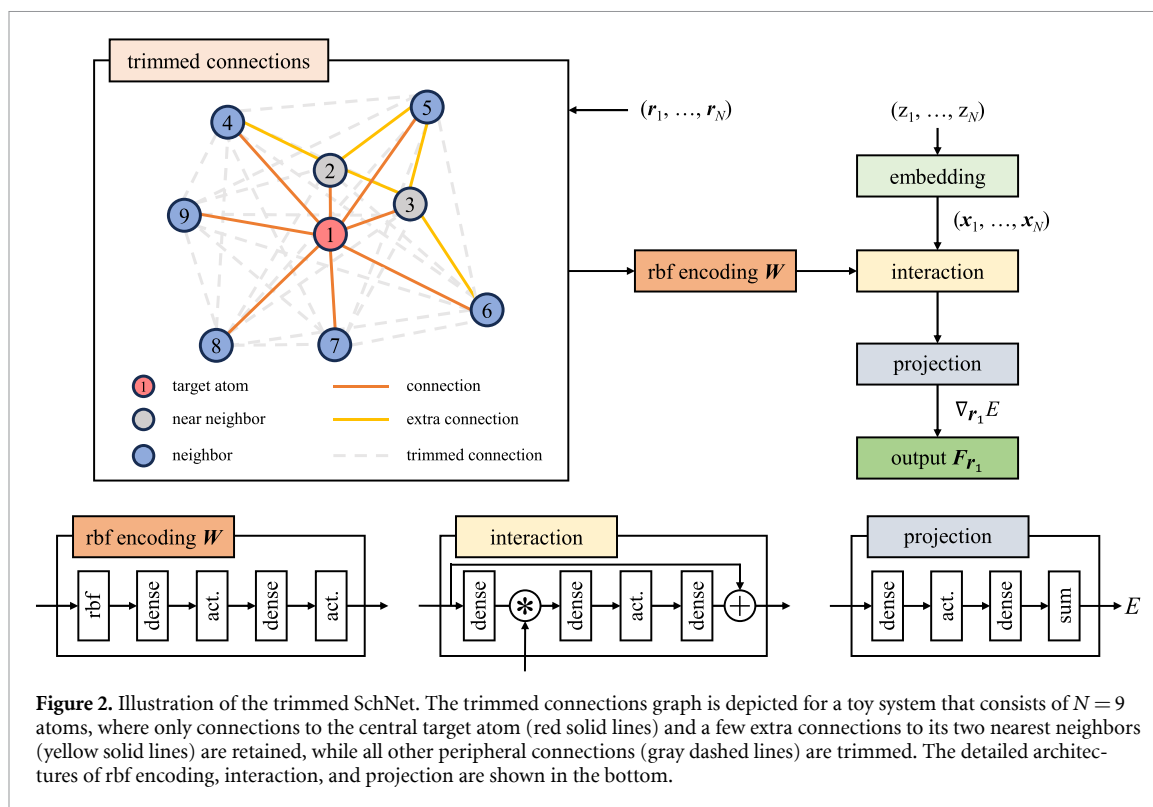 trimmed connections
4
5
2
3
9
1
6
8
7
1 target atom
connection
near neighbor
extra connection
neighbor
trimmed connection
(r₁, …, r_N)
(z₁, …, z_N)
embedding
(x₁, …, x_N)
rbf encoding W
interaction
projection
∇_r₁ E
output F_r₁
rbf encoding W
rbf
dense
act.
dense
act.
interaction
dense
*
dense
act.
dense
+
projection
dense
act.
dense
sum
E
Figure 2. Illustration of the trimmed SchNet. The trimmed connections graph is depicted for a toy system that consists of N = 9
atoms, where only connections to the central target atom (red solid lines) and a few extra connections to its two nearest neighbors
(yellow solid lines) are retained, while all other peripheral connections (gray dashed lines) are trimmed. The detailed architec-
tures of rbf encoding, interaction, and projection are shown in the bottom.